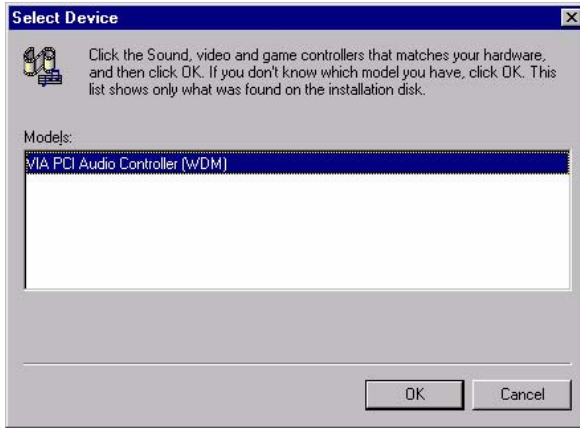 Select Device
Click the Sound, video and game controllers that matches your hardware,
and then click OK. If you don't know which model you have, click OK. This
list shows only what was found on the installation disk.
Models:
VIA PCI Audio Controller (WDM)
OK
Cancel